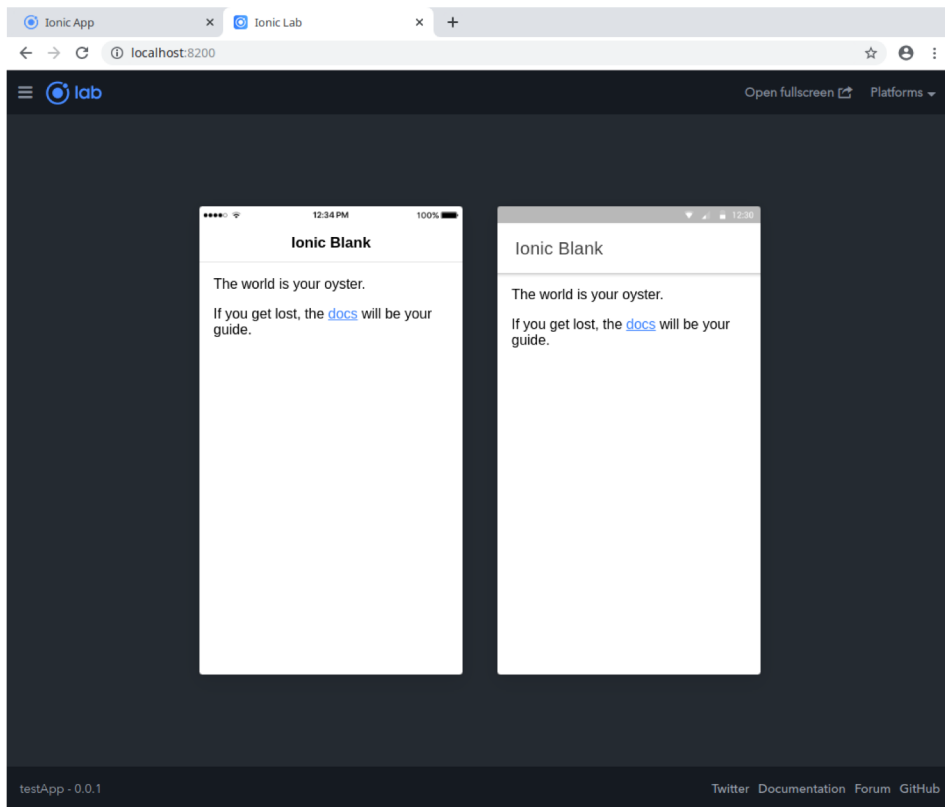 Ionic App
Ionic Lab
localhost:8200
lab
Open fullscreen
Platforms
12:34 PM
100%
Ionic Blank
The world is your oyster.
If you get lost, the docs will be your
guide.
12:30
Ionic Blank
The world is your oyster.
If you get lost, the docs will be your
guide.
testApp - 0.0.1
Twitter Documentation Forum GitHub